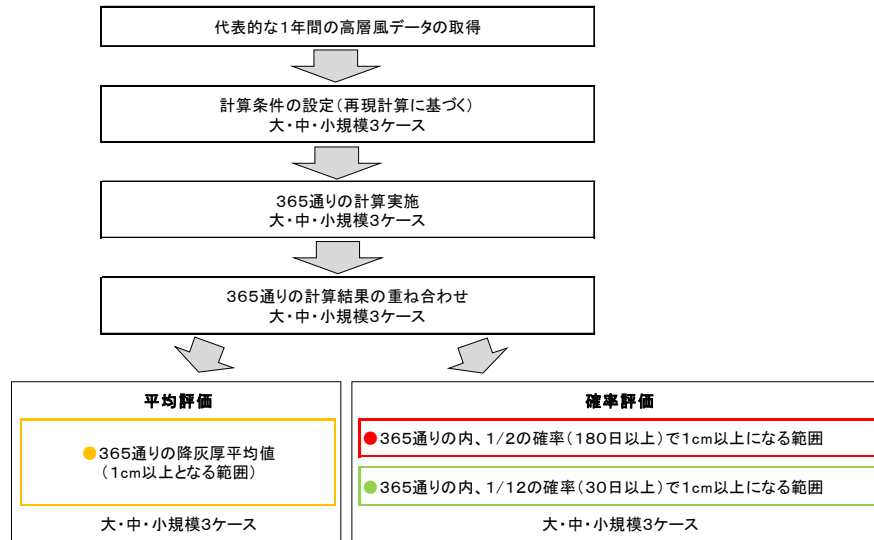 代表的な1年間の高層風データの取得
計算条件の設定(再現計算に基づく)
大・中・小規模3ケース
365通りの計算実施
大・中・小規模3ケース
365通りの計算結果の重ね合わせ
大・中・小規模3ケース
平均評価
●365通りの降灰厚平均値
(1cm以上となる範囲)
大・中・小規模3ケース
確率評価
●365通りの内、1/2の確率(180日以上)で1cm以上になる範囲
●365通りの内、1/12の確率(30日以上)で1cm以上になる範囲
大・中・小規模3ケース